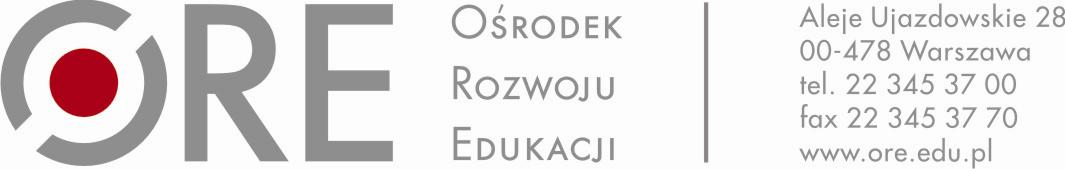 ORE
Ośrodek
Rozwoju
Edukacji
Aleje Ujazdowskie 28
00-478 Warszawa
tel. 22 345 37 00
fax 22 345 37 70
www.ore.edu.pl